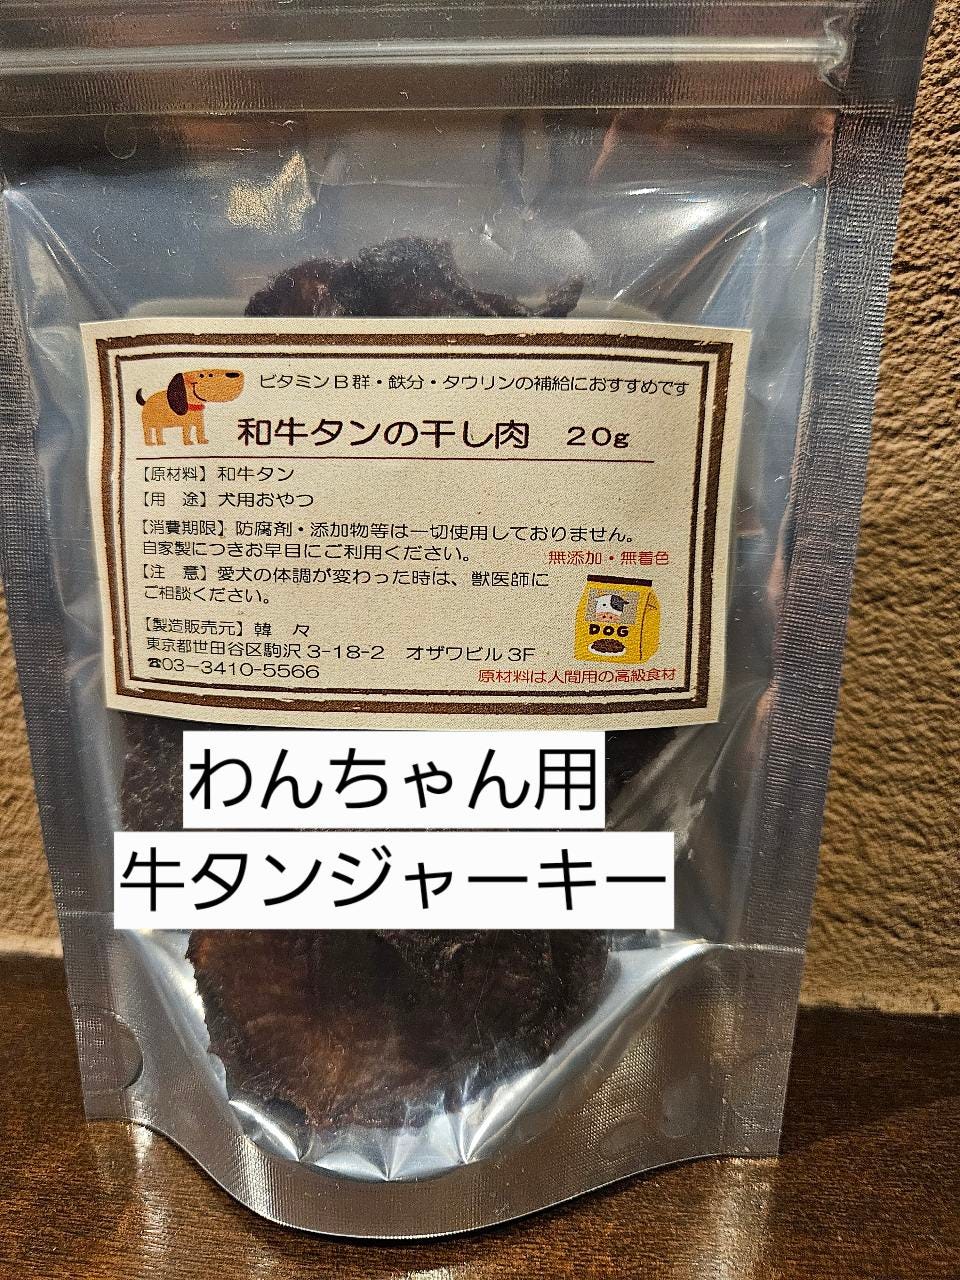 ビタミンB群・鉄分・タウリンの補給におすすめです
和牛タンの干し肉　20g
【原材料】和牛タン
【用　途】犬用おやつ
【消費期限】防腐剤・添加物等は一切使用しておりません。
自家製につきお早目にご利用ください。
無添加・無着色
【注　意】愛犬の体調が変わった時は、獣医師に
ご相談ください。
DOG
【製造販売元】韓　々
東京都世田谷区駒沢3-18-2　オザワビル3F
☎03-3410-5566
原材料は人間用の高級食材
わんちゃん用
牛タンジャーキー